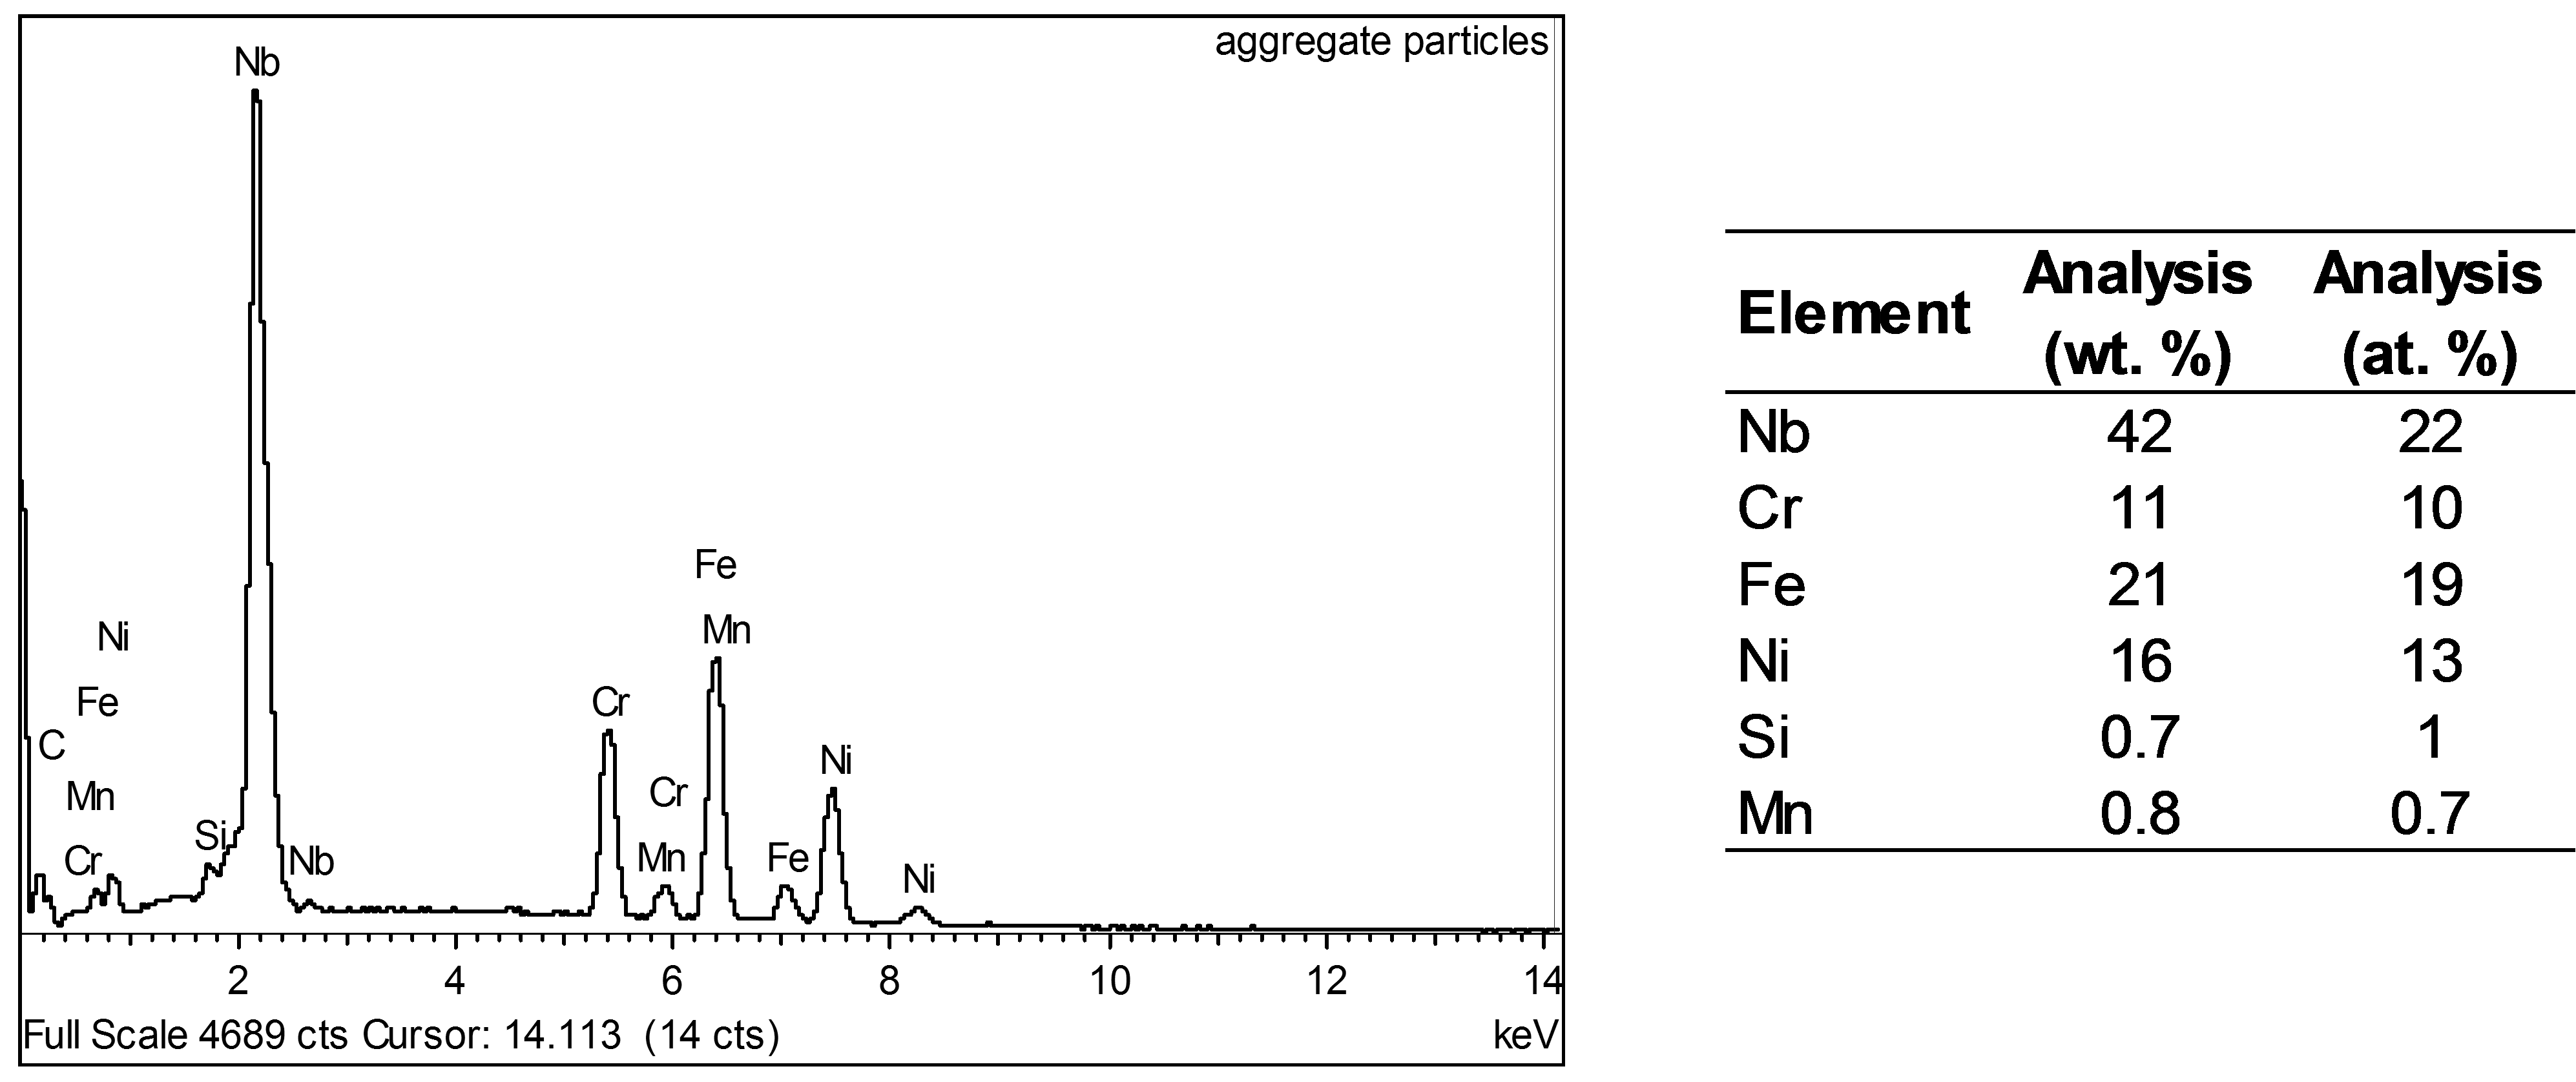 aggregate particles
Nb
Fe
Mn
Ni
Fe
C
Mn
Cr
Si
Nb
Cr
Cr
Mn
Fe
Ni
Ni
2 4 6 8 10 12 14
Full Scale 4689 cts Cursor: 14.113 (14 cts) keV
Element Analysis (wt. %) Analysis (at. %)
Nb 42 22
Cr 11 10
Fe 21 19
Ni 16 13
Si 0.7 1
Mn 0.8 0.7